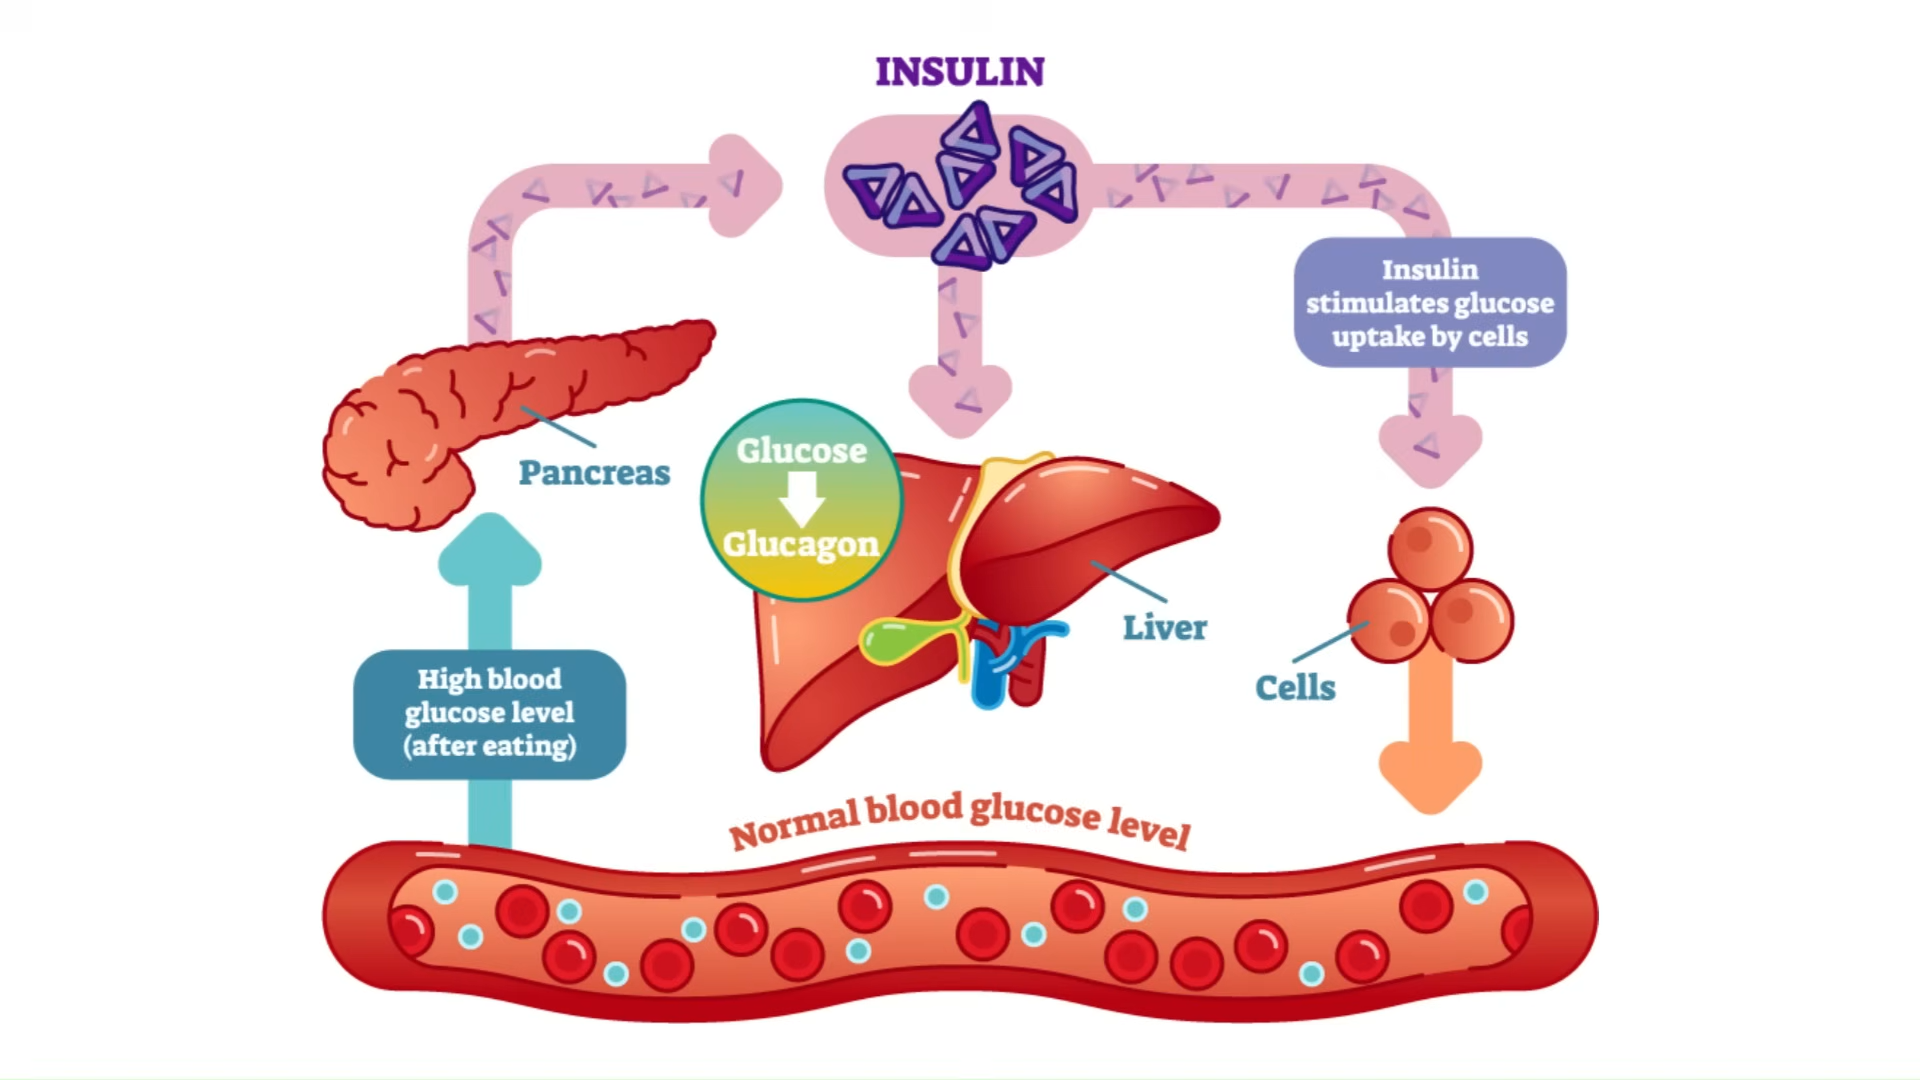 INSULIN
Insulin
stimulates glucose
uptake by cells
Glucose
Glucagon
Pancreas
Liver
Cells
High blood
glucose level
(after eating)
Normal blood glucose level